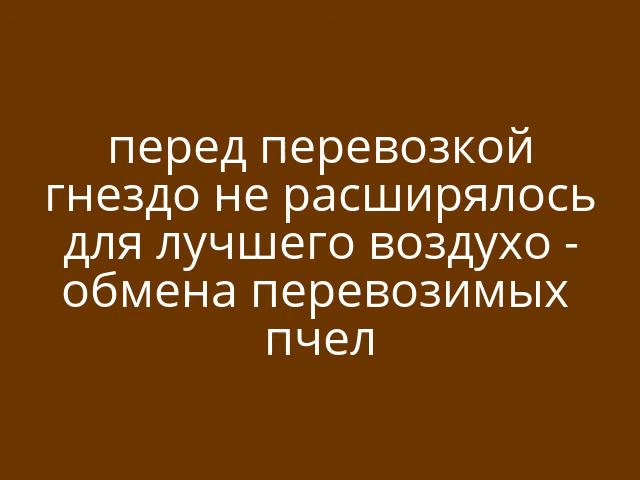 перед перевозкой
гнездо не расширялось
для лучшего воздухо -
обмена перевозимых
пчел